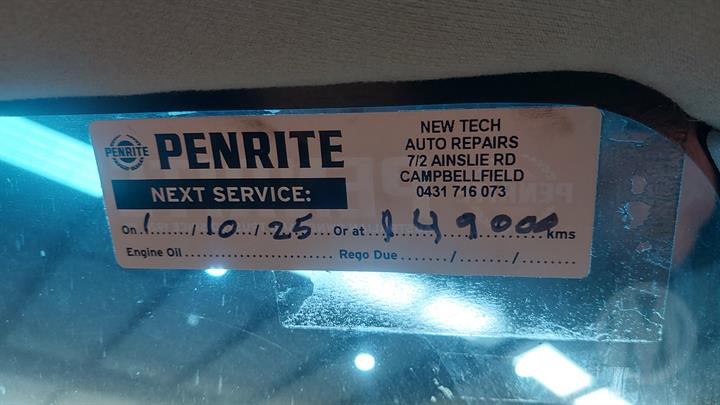 PENRITE
PENRITE
NEW TECH
AUTO REPAIRS
7/2 AINSLIE RD
CAMPBELLFIELD
0431 716 073
NEXT SERVICE:
On 1/10/25 Or at 149000 kms
Engine Oil
Rego Due / /